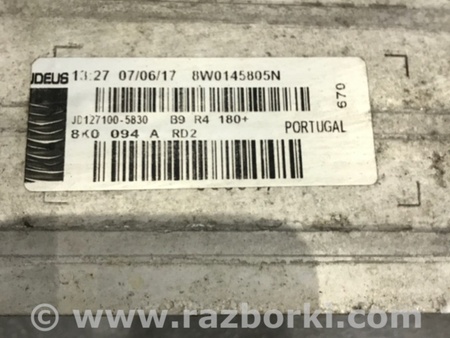 JDEUS 13:27 07/06/17 8W0145805N
JD127100-5830 B9 R4 180+
8K0 094 A RD2
PORTUGAL
670
© www.razborki.com/